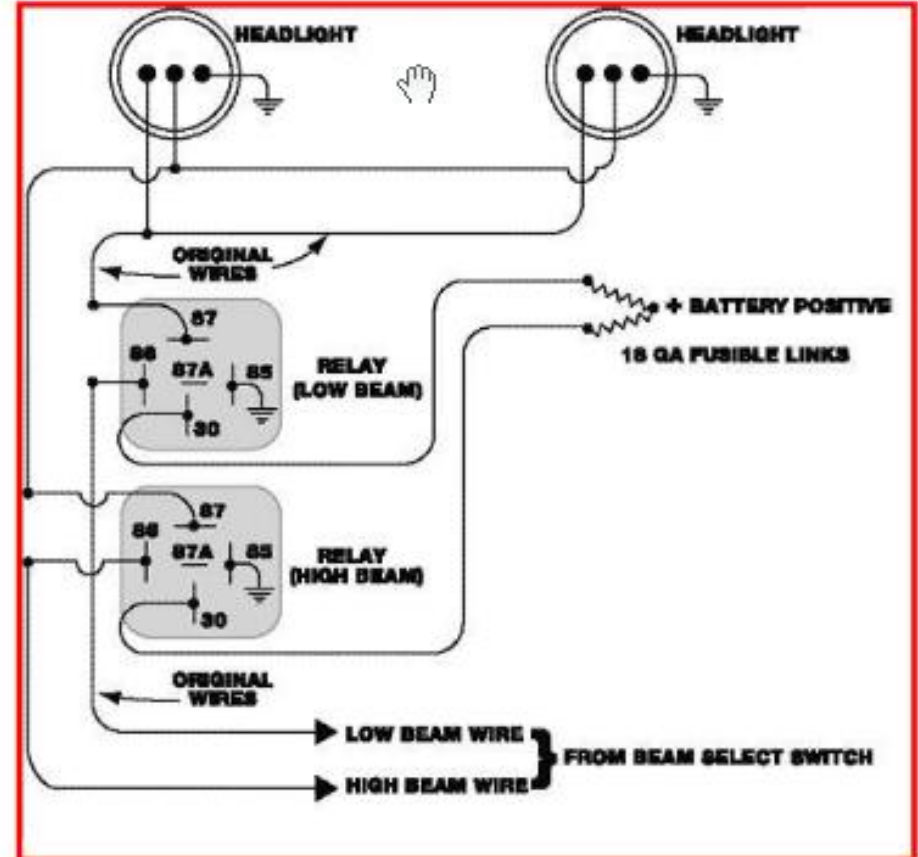 HEADLIGHT
HEADLIGHT
ORIGINAL
WIRES
87
86
87A
85
30
RELAY
(LOW BEAM)
+ BATTERY POSITIVE
18 GA FUSIBLE LINKS
87
86
87A
85
30
RELAY
(HIGH BEAM)
ORIGINAL
WIRES
LOW BEAM WIRE
HIGH BEAM WIRE
FROM BEAM SELECT SWITCH